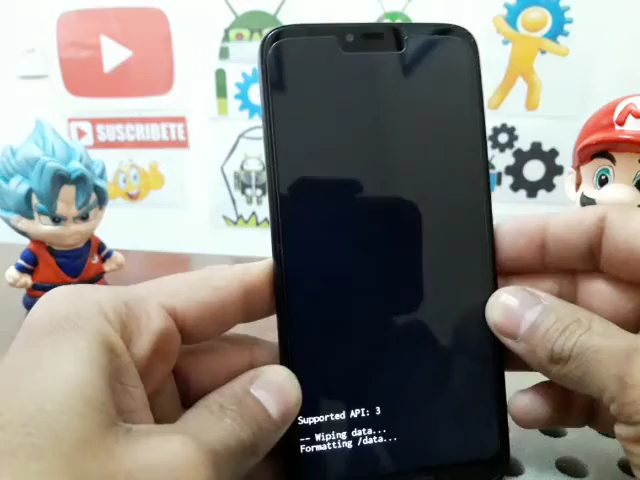 SUSCRIBETE
Supported API: 3
-- Wiping data...
Formatting /data...